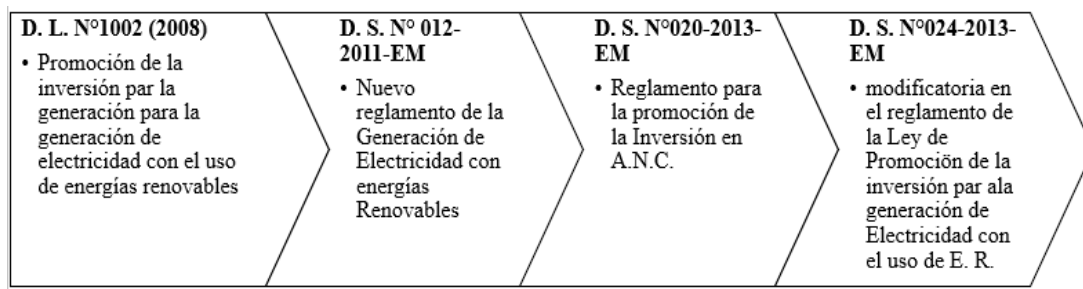 D. L. N°1002 (2008)
• Promoción de la
inversión par la
generación para la
generación de
electricidad con el uso
de energías renovables
D. S. N° 012-
2011-EM
• Nuevo
reglamento de la
Generación de
Electricidad con
energías
Renovables
D. S. N°020-2013-
EM
• Reglamento para
la promoción de
la Inversión en
A.N.C.
D. S. N°024-2013-
EM
• modificatoria en
el reglamento de
la Ley de
Promociön de la
inversión par ala
generación de
Electricidad con
el uso de E. R.